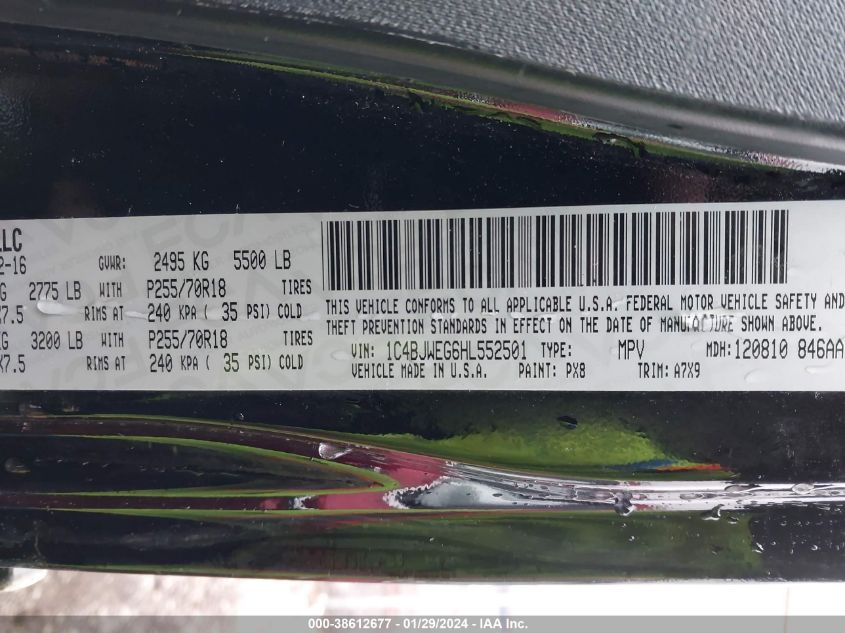 LLC
2-16 GVWR: 2495 KG 5500 LB
G 2775 LB WITH P255/70R18 TIRES
X7.5 RIMS AT 240 KPA ( 35 PSI) COLD
KG 3200 LB WITH P255/70R18 TIRES
X7.5 RIMS AT 240 KPA ( 35 PSI) COLD
THIS VEHICLE CONFORMS TO ALL APPLICABLE U.S.A. FEDERAL MOTOR VEHICLE SAFETY AND
THEFT PREVENTION STANDARDS IN EFFECT ON THE DATE OF MANUFACTURE SHOWN ABOVE.
VIN: 1C4BJWEG6HL552501 TYPE: MPV MDH:120810 846AA
VEHICLE MADE IN U.S.A. PAINT: PX8 TRIM: A7X9
000-38612677 - 01/29/2024 - IAA Inc.